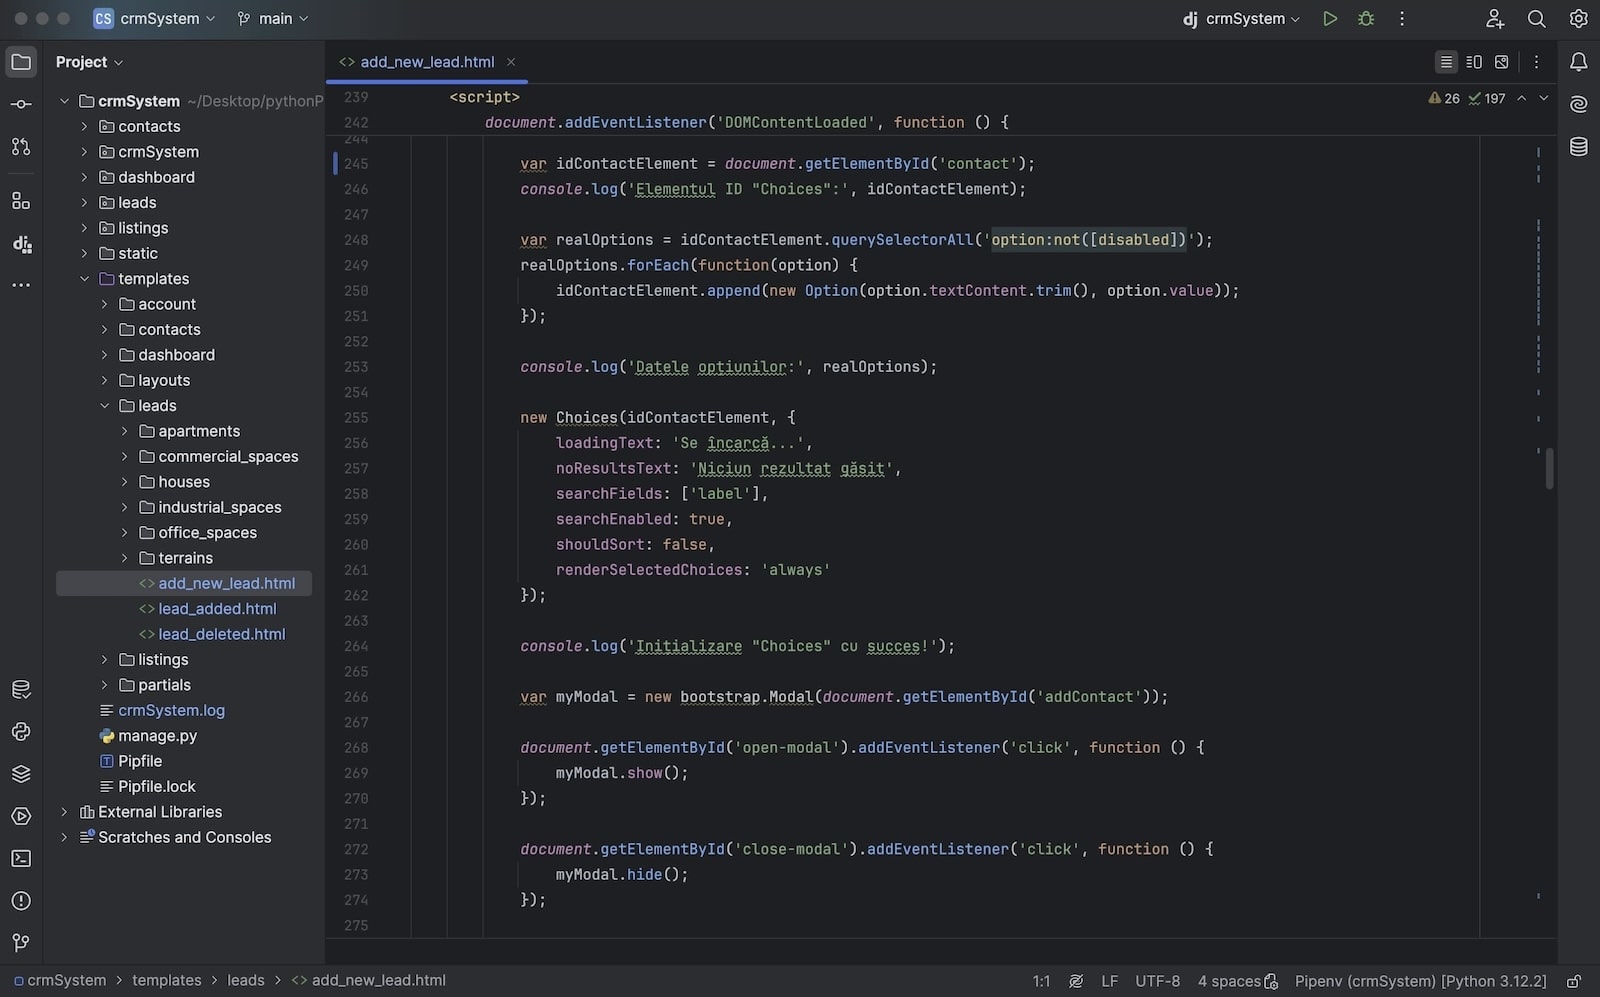 CS crmSystem main dj crmSystem
Project
add_new_lead.html
crmSystem ~/Desktop/pythonP
contacts
crmSystem
dashboard
leads
listings
static
templates
account
contacts
dashboard
layouts
leads
apartments
commercial_spaces
houses
industrial_spaces
office_spaces
terrains
add_new_lead.html
lead_added.html
lead_deleted.html
listings
partials
crmSystem.log
manage.py
Pipfile
Pipfile.lock
External Libraries
Scratches and Consoles
26 197
239 <script>
242 document.addEventListener('DOMContentLoaded', function () {
244
245 var idContactElement = document.getElementById('contact');
246 console.log('Elementul ID "Choices":', idContactElement);
247
248 var realOptions = idContactElement.querySelectorAll('option:not([disabled])');
249 realOptions.forEach(function(option) {
250 idContactElement.append(new Option(option.textContent.trim(), option.value));
251 });
252
253 console.log('Datele opțiunilor:', realOptions);
254
255 new Choices(idContactElement, {
256 loadingText: 'Se încarcă...',
257 noResultsText: 'Niciun rezultat găsit',
258 searchFields: ['label'],
259 searchEnabled: true,
260 shouldSort: false,
261 renderSelectedChoices: 'always'
262 });
263
264 console.log('Initializare "Choices" cu succes!');
265
266 var myModal = new bootstrap.Modal(document.getElementById('addContact'));
267
268 document.getElementById('open-modal').addEventListener('click', function () {
269 myModal.show();
270 });
271
272 document.getElementById('close-modal').addEventListener('click', function () {
273 myModal.hide();
274 });
275
crmSystem > templates > leads > <> add_new_lead.html 1:1 LF UTF-8 4 spaces Pipenv (crmSystem) [Python 3.12.2]